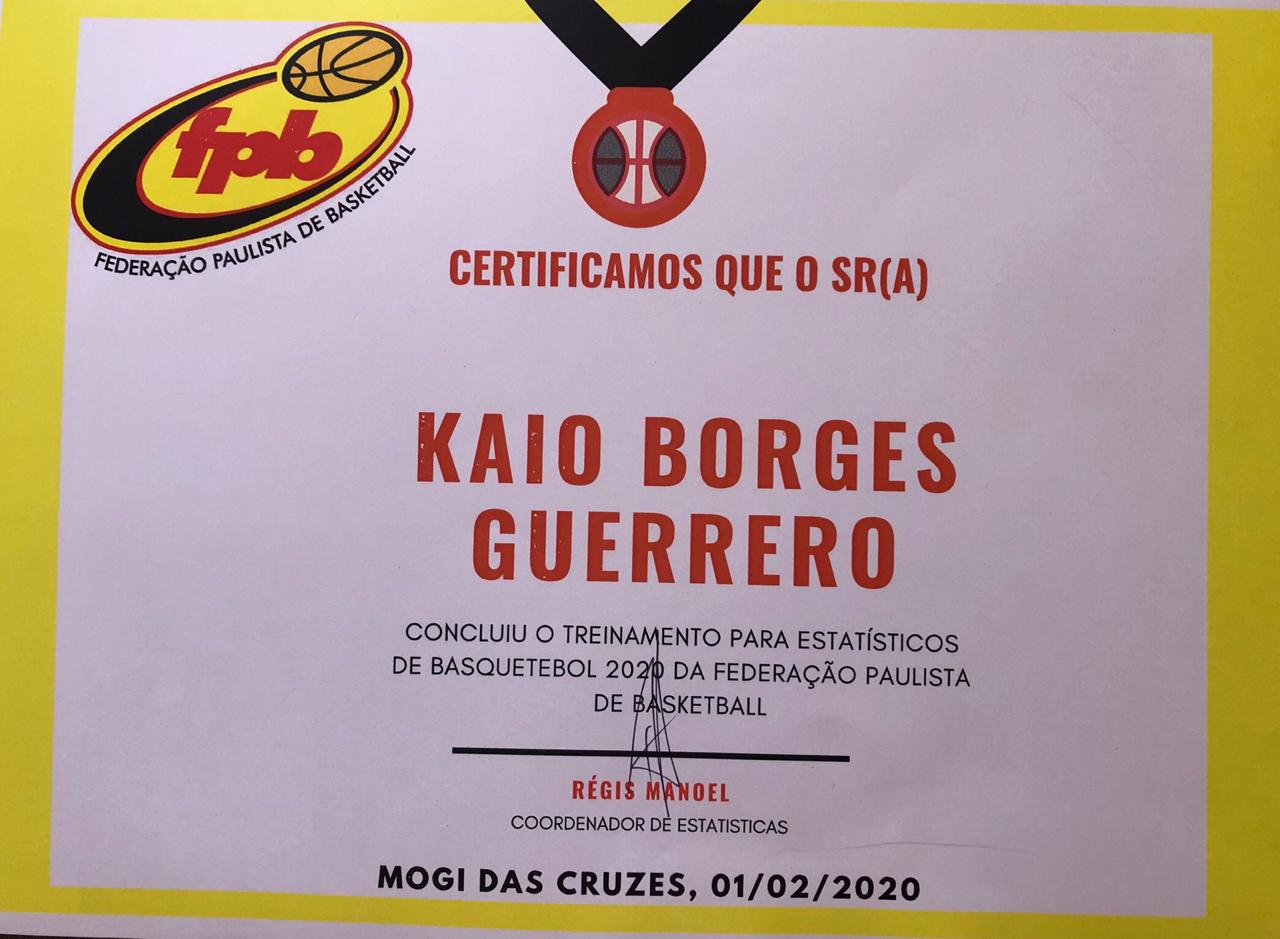 fpb
FEDERAÇÃO PAULISTA DE BASKETBALL
CERTIFICAMOS QUE O SR(A)
KAIO BORGES
GUERRERO
CONCLUIU O TREINAMENTO PARA ESTATÍSTICOS
DE BASQUETEBOL 2020 DA FEDERAÇÃO PAULISTA
DE BASKETBALL
RÉGIS MANOEL
COORDENADOR DE ESTATISTICAS
MOGI DAS CRUZES, 01/02/2020